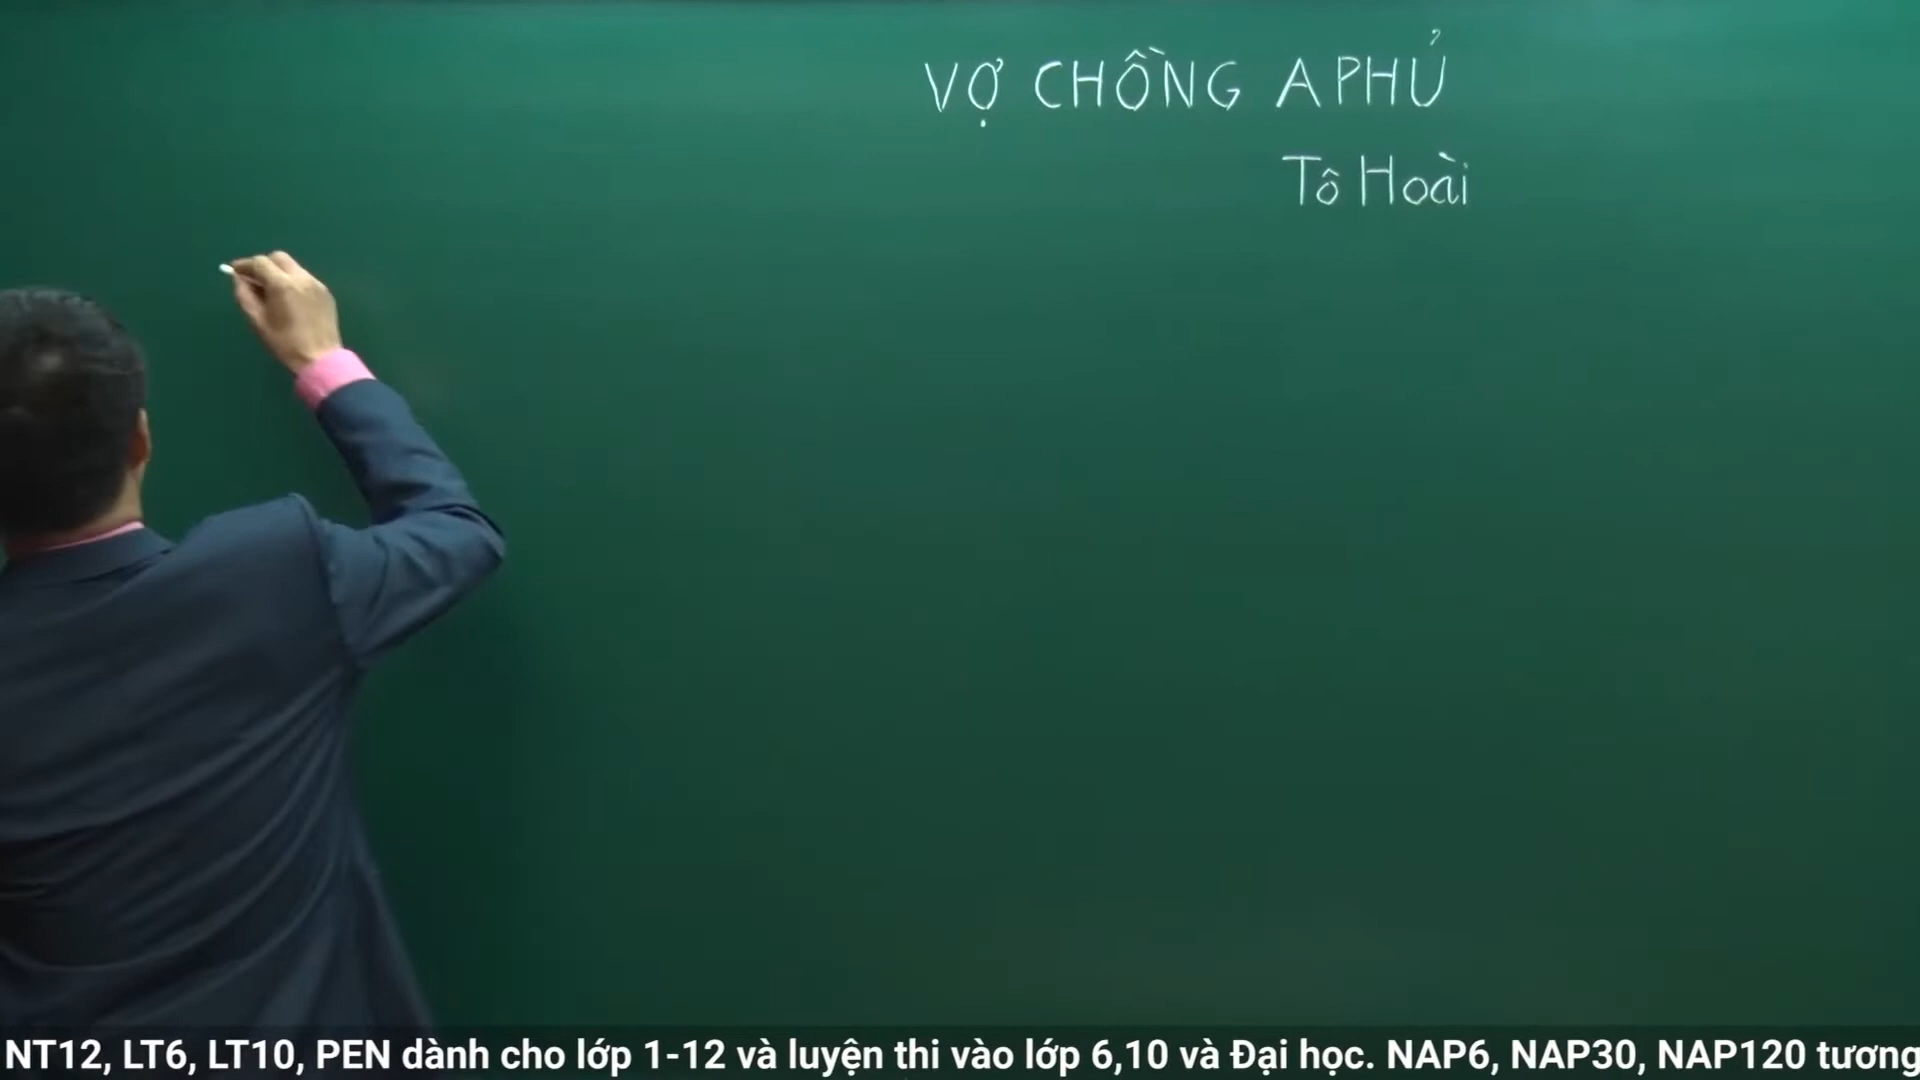 VỢ CHỒNG A PHỦ
Tô Hoài
NT12, LT6, LT10, PEN dành cho lớp 1-12 và luyện thi vào lớp 6,10 và Đại học. NAP6, NAP30, NAP120 tương